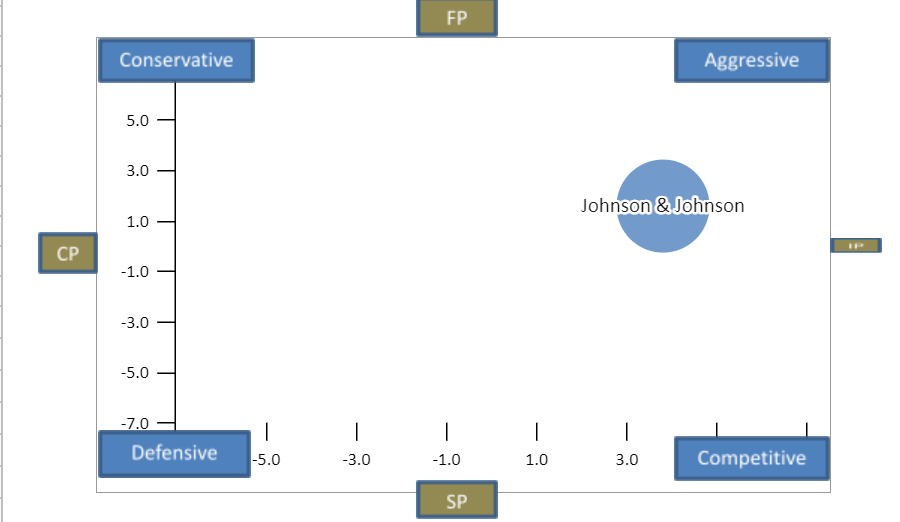 FP
Conservative
Aggressive
5.0
3.0
Johnson & Johnson
1.0
CP
IP
-1.0
-3.0
-5.0
-7.0
Defensive
-5.0
-3.0
-1.0
1.0
3.0
Competitive
SP